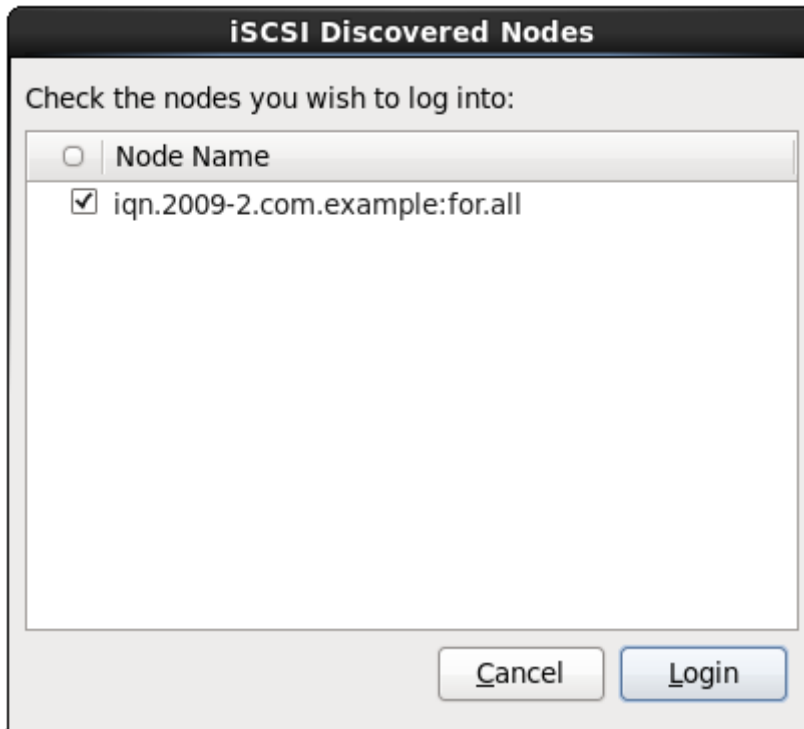 iSCSI Discovered Nodes
Check the nodes you wish to log into:
Node Name
iqn.2009-2.com.example:for.all
Cancel Login